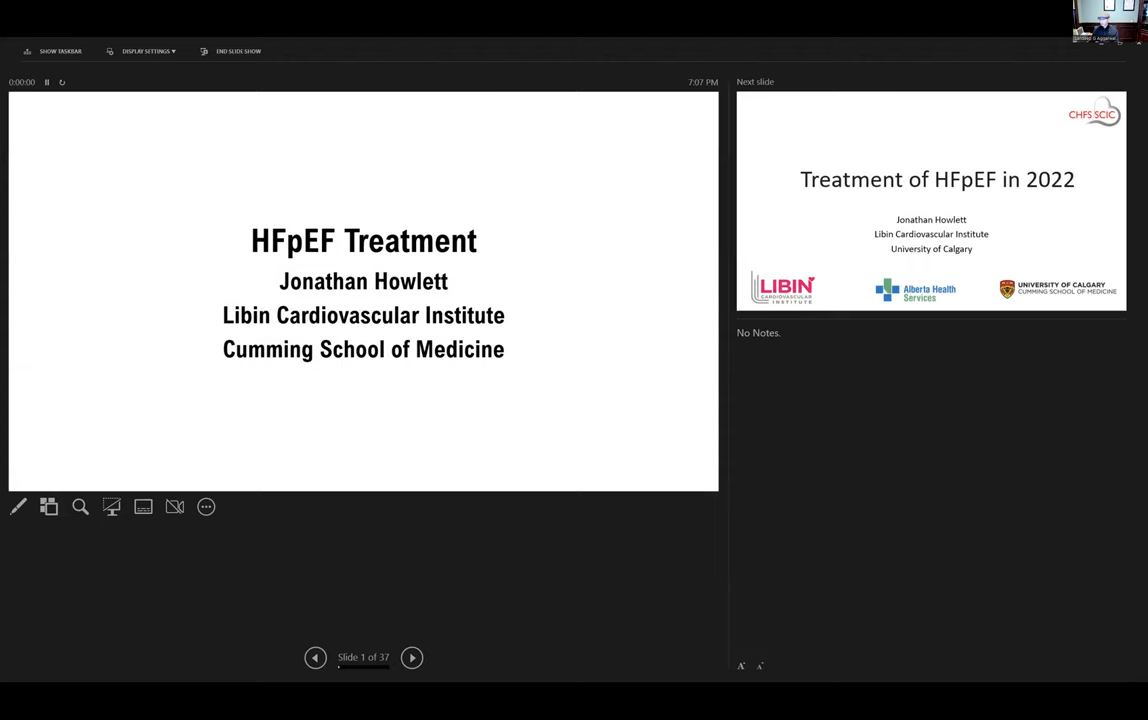 Sandeep G Aggarwal
SHOW TASKBAR
DISPLAY SETTINGS ▾
END SLIDE SHOW
0:00:00
7:07 PM
HFpEF Treatment
Jonathan Howlett
Libin Cardiovascular Institute
Cumming School of Medicine
Slide 1 of 37
Next slide
CHFS SCIC
Treatment of HFpEF in 2022
Jonathan Howlett
Libin Cardiovascular Institute
University of Calgary
LIBIN
CARDIOVASCULAR
INSTITUTE
Alberta Health
Services
UNIVERSITY OF CALGARY
CUMMING SCHOOL OF MEDICINE
No Notes.
A A